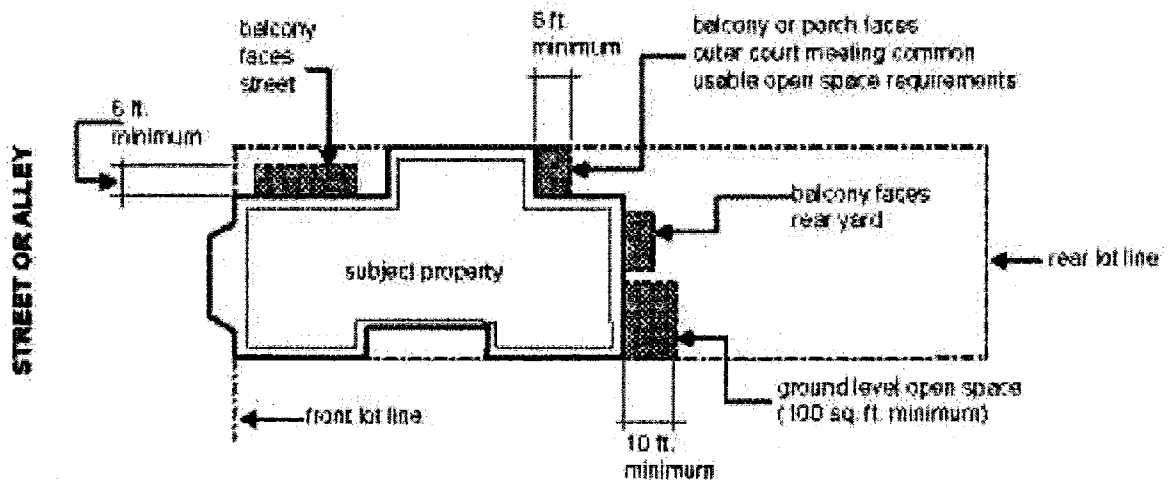 balcony
faces
street
6 ft.
minimum
6 ft.
minimum
balcony or porch faces
outer court meeting common
usable open space requirements
STREET OR ALLEY
balcony faces
rear yard
subject property
rear lot line
ground level open space
(100 sq. ft. minimum)
front lot line
10 ft.
minimum